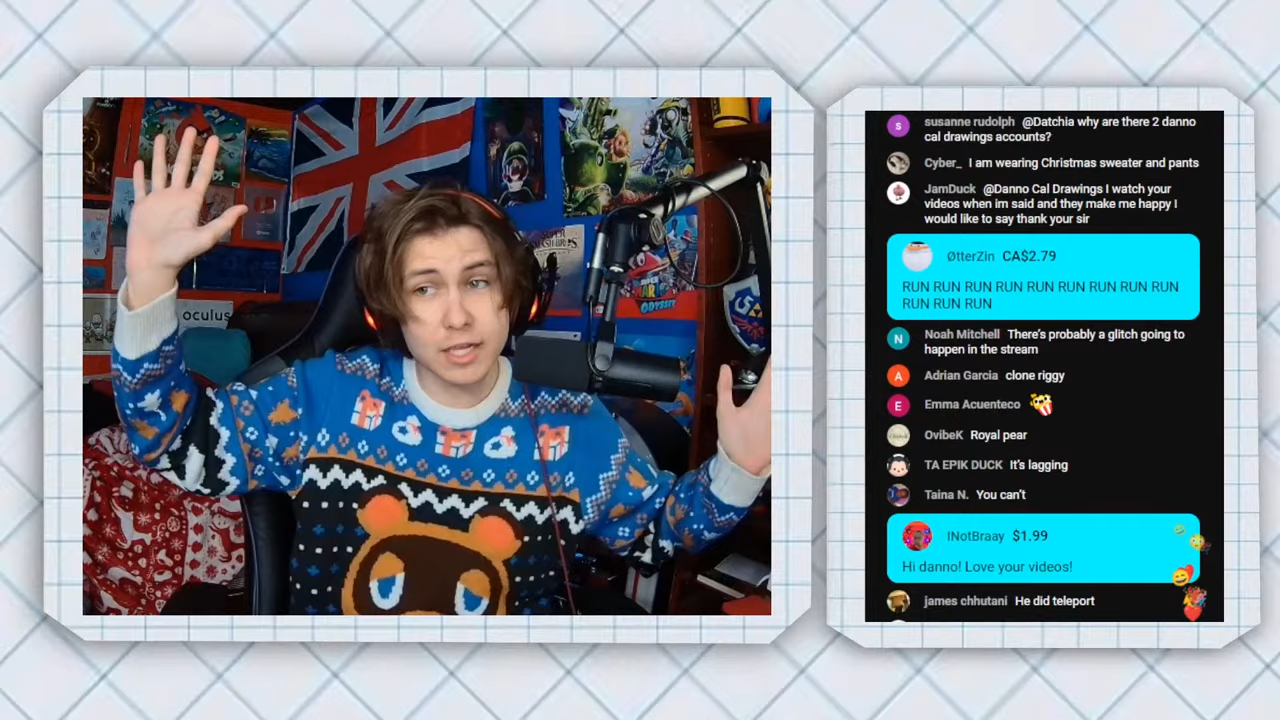 oculus
SUPER
SMASH BROS
SUPER
MARIO
ODYSSEY
S
susanne rudolph @Datchia why are there 2 danno
cal drawings accounts?
Cyber_ I am wearing Christmas sweater and pants
JamDuck @Danno Cal Drawings I watch your
videos when im said and they make me happy I
would like to say thank your sir
ØtterZin CA$2.79
RUN RUN RUN RUN RUN RUN RUN RUN RUN
RUN RUN RUN
N
Noah Mitchell There's probably a glitch going to
happen in the stream
A
Adrian Garcia clone riggy
E
Emma Acuenteco
OvibeK Royal pear
TA EPIK DUCK It's lagging
Taina N. You can't
INotBraay $1.99
Hi danno! Love your videos!
james chhutani He did teleport